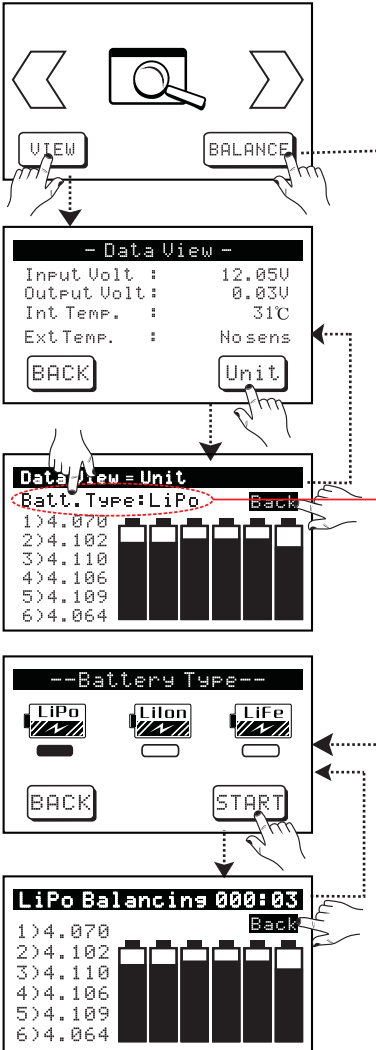 VIEW BALANCE
- Data View -
Input Volt : 12.05V
Output Volt: 0.03V
Int Temp. : 31℃
Ext Temp. : No sens
BACK Unit
Data View = Unit
Batt. Type:LiPo Back
1)4.070
2)4.102
3)4.110
4)4.106
5)4.109
6)4.064
--Battery Type--
LiPo LiIon LiFe
BACK START
LiPo Balancing 000:03
Back
1)4.070
2)4.102
3)4.110
4)4.106
5)4.109
6)4.064